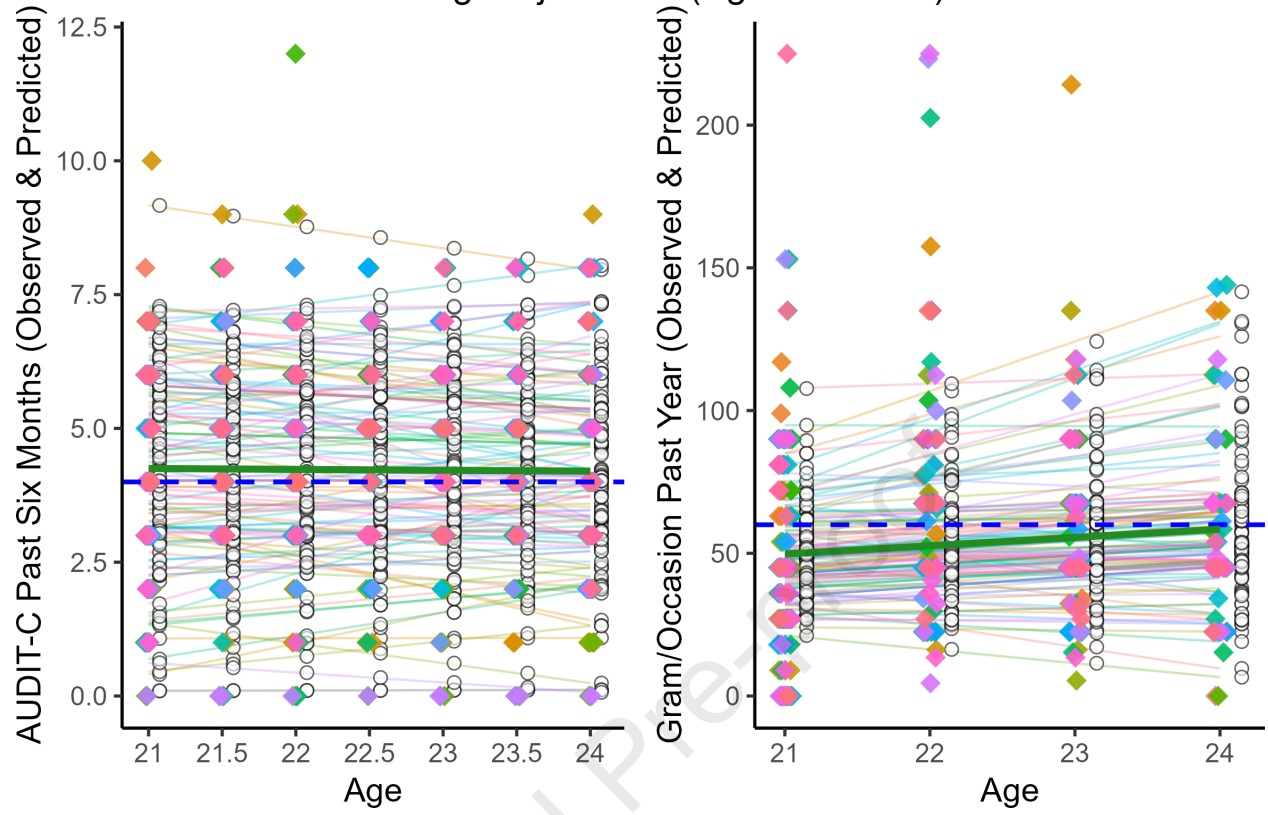 AUDIT-C Past Six Months (Observed & Predicted)
12.5
10.0
7.5
5.0
2.5
0.0
21 21.5 22 22.5 23 23.5 24
Age
Gram/Occasion Past Year (Observed & Predicted)
200
150
100
50
0
21 22 23 24
Age
Pre-proof